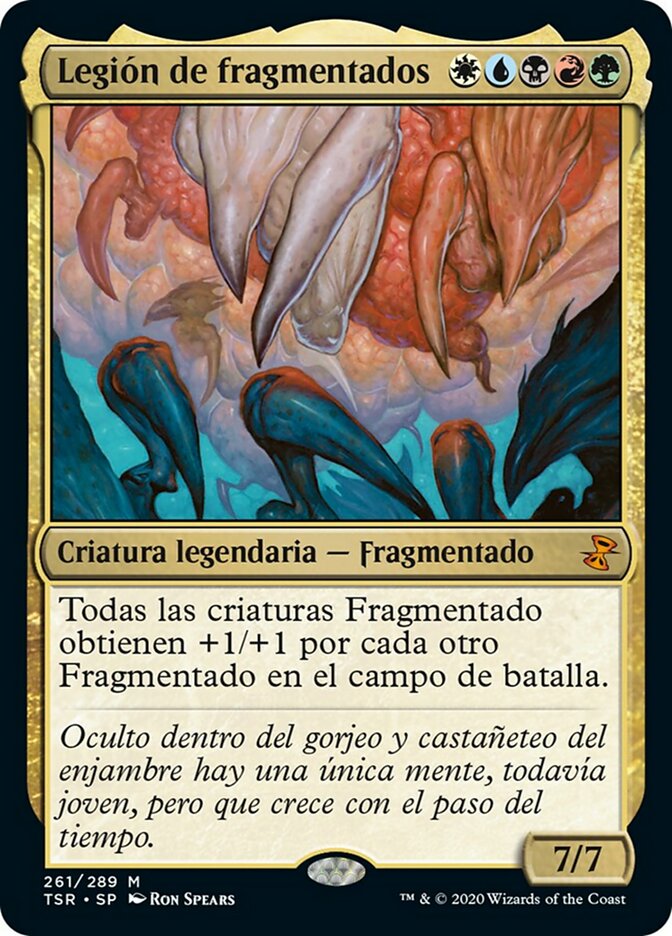 Legión de fragmentados
Criatura legendaria — Fragmentado
Todas las criaturas Fragmentado
obtienen +1/+1 por cada otro
Fragmentado en el campo de batalla.
Oculto dentro del gorjeo y castañeteo del
enjambre hay una única mente, todavía
joven, pero que crece con el paso del
tiempo.
7/7
261/289 M
TSR • SP Ron Spears
™ & © 2020 Wizards of the Coast